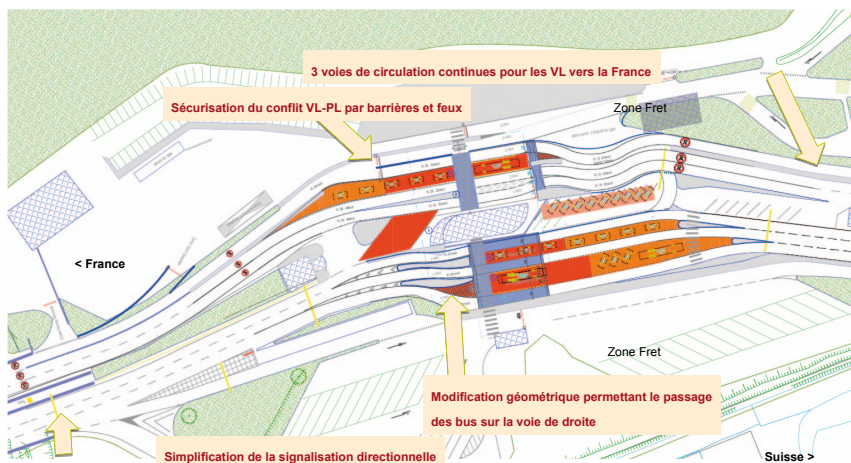 3 voies de circulation continues pour les VL vers la France
Sécurisation du conflit VL-PL par barrières et feux
Zone Fret
< France
Zone Fret
Modification géométrique permettant le passage
des bus sur la voie de droite
Simplification de la signalisation directionnelle
Suisse >